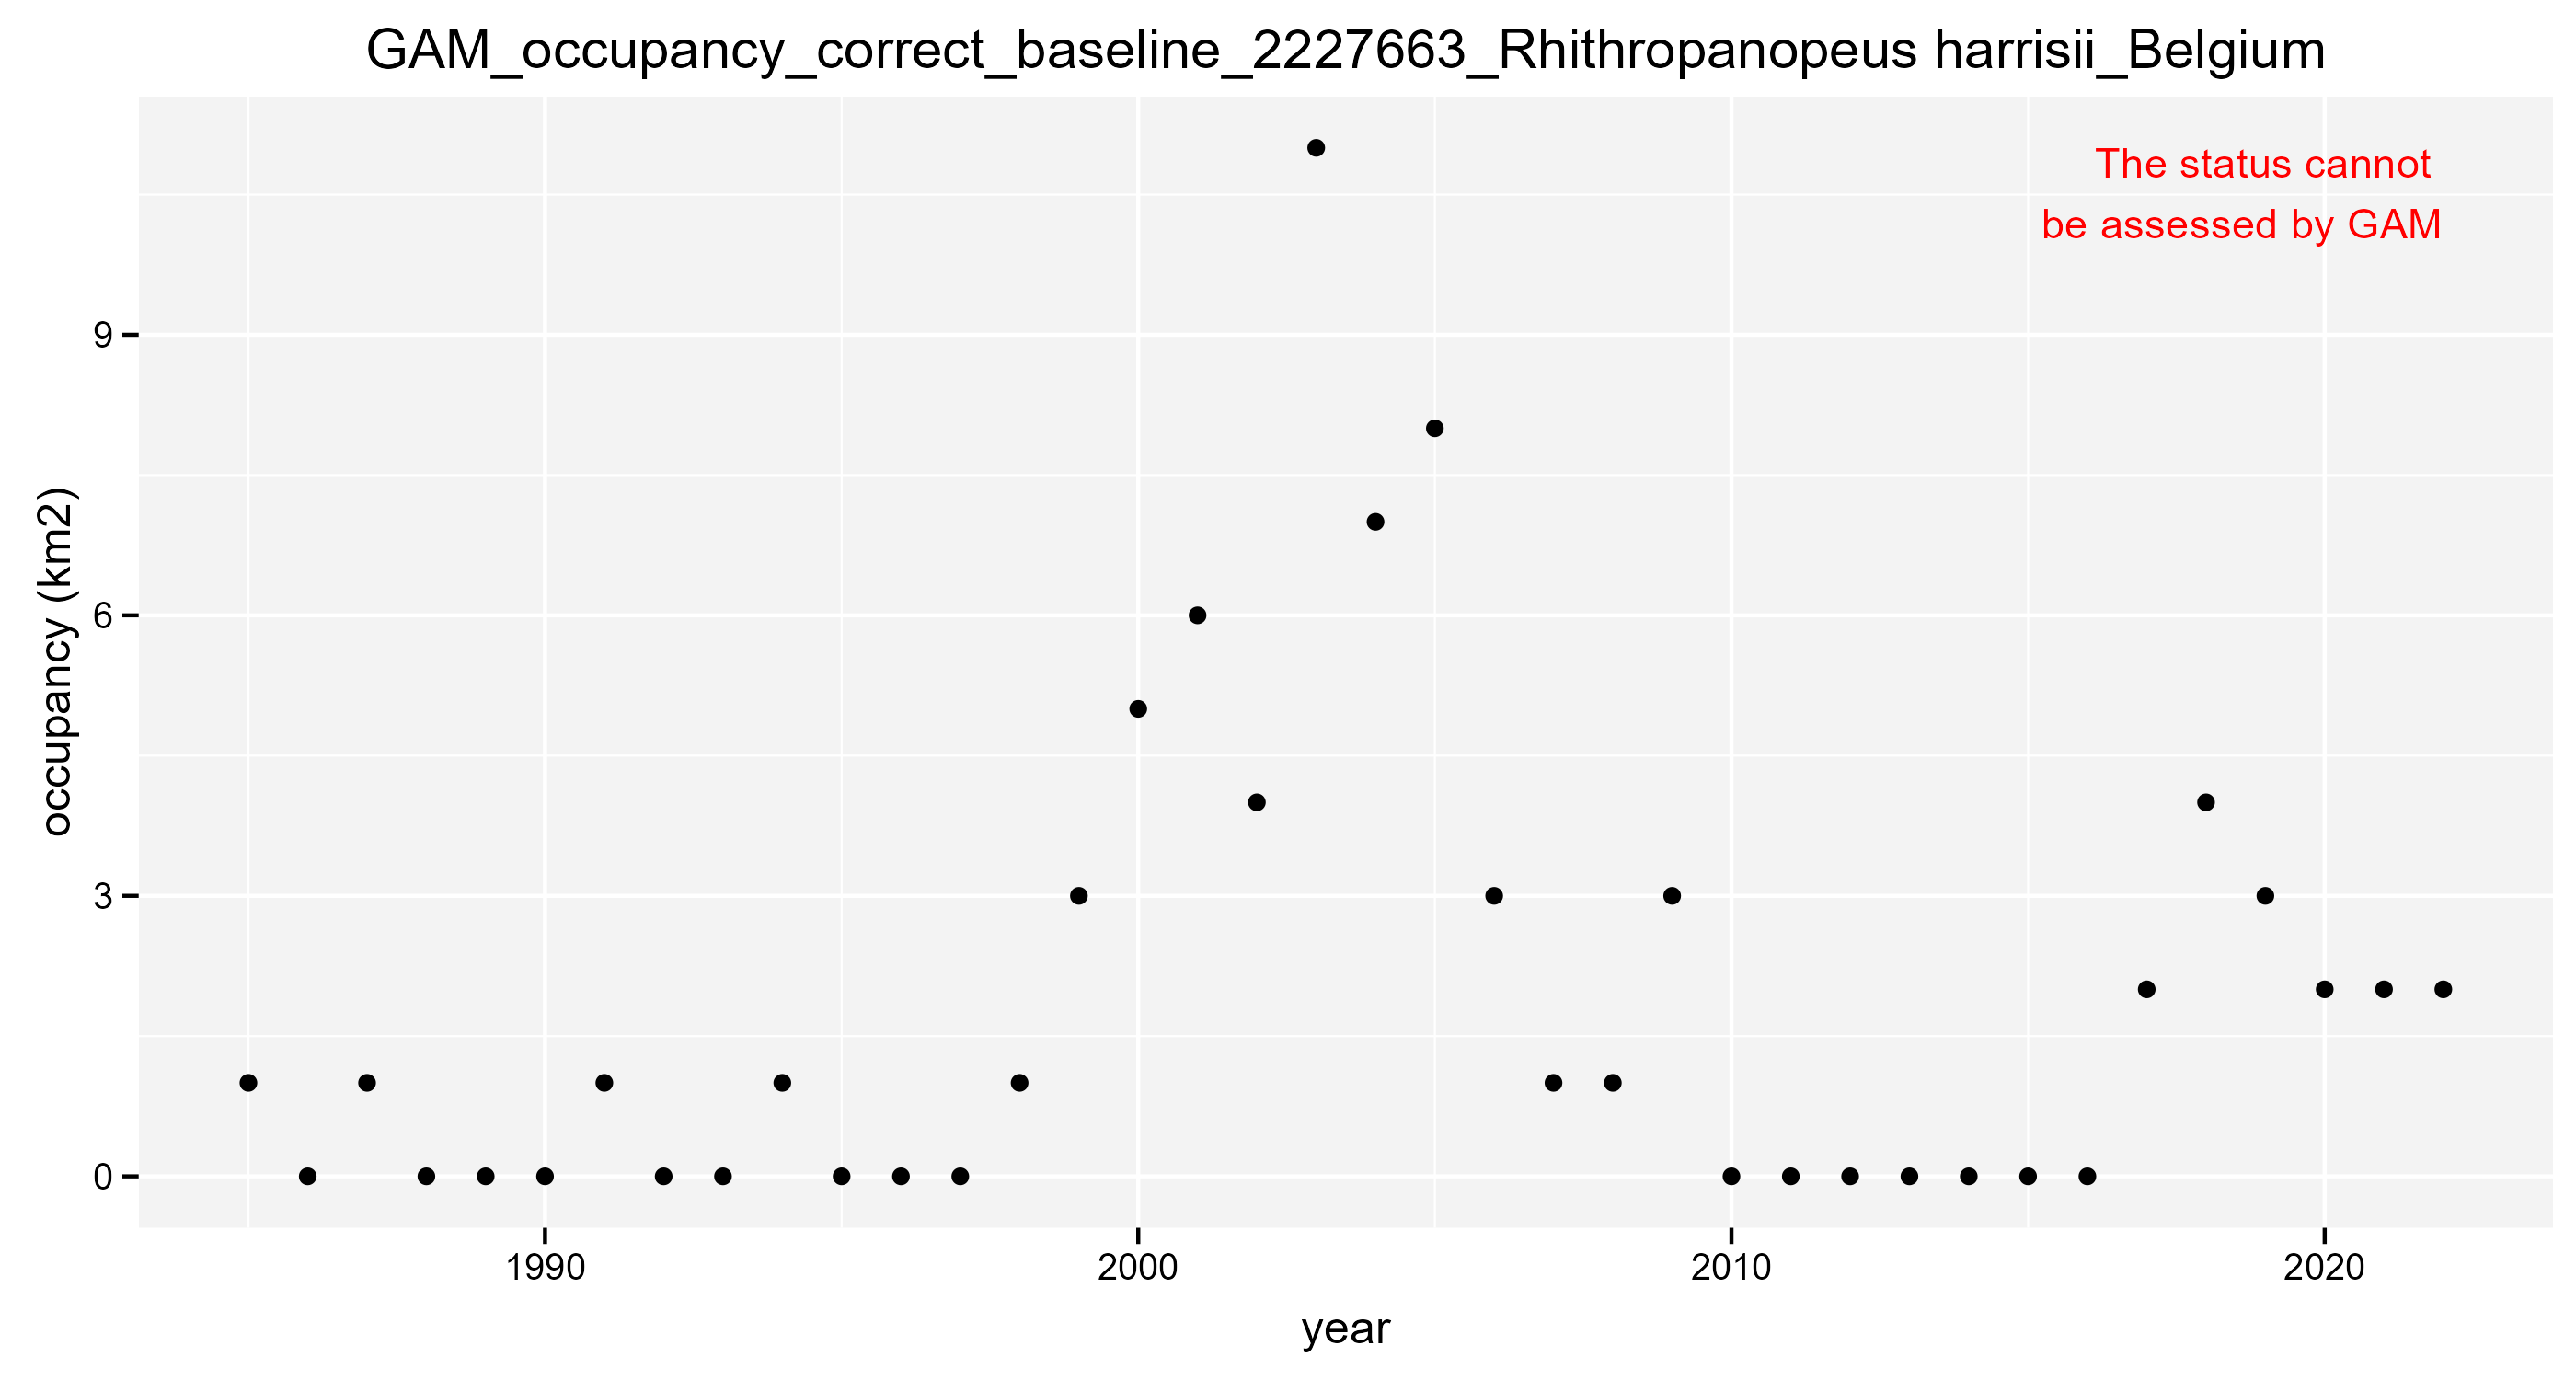 GAM_occupancy_correct_baseline_2227663_Rhithropanopeus harrisii_Belgium
The status cannot
be assessed by GAM
occupancy (km2)
9
6
3
0
1990
2000
2010
2020
year